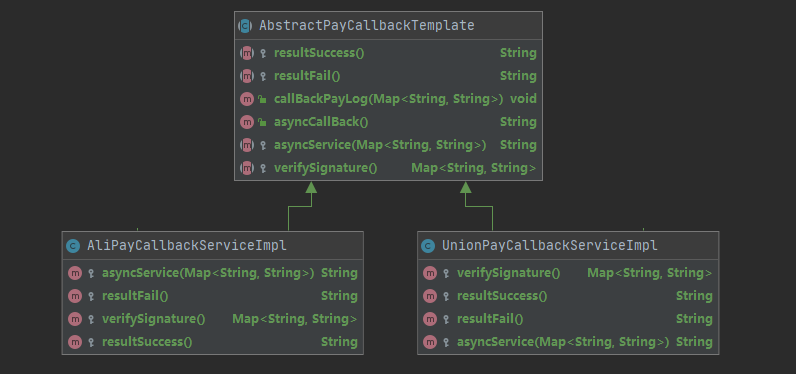 AbstractPayCallbackTemplate
resultSuccess() String
resultFail() String
callBackPayLog(Map<String, String>) void
asyncCallBack() String
asyncService(Map<String, String>) String
verifySignature() Map<String, String>
AliPayCallbackServiceImpl
asyncService(Map<String, String>) String
resultFail() String
verifySignature() Map<String, String>
resultSuccess() String
UnionPayCallbackServiceImpl
verifySignature() Map<String, String>
resultSuccess() String
resultFail() String
asyncService(Map<String, String>) String